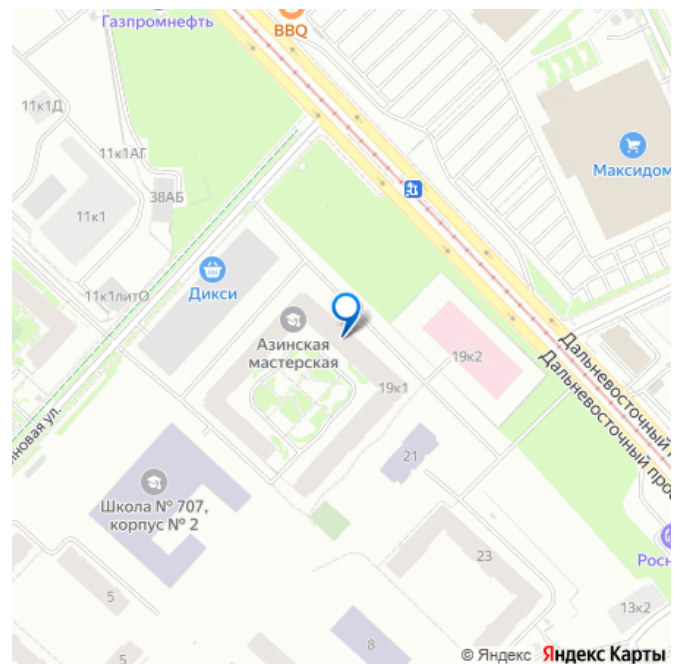 Газпромнефть
BBQ
11к1Д
11к1АГ
38АБ
11к1
Максидом
11к1литО
Дикси
Азинская
мастерская
19к2
19к1
Дальневосточный
Дальневосточный
21
Школа № 707,
корпус № 2
23
5
5
8
13к2
© Яндекс Яндекс Карты